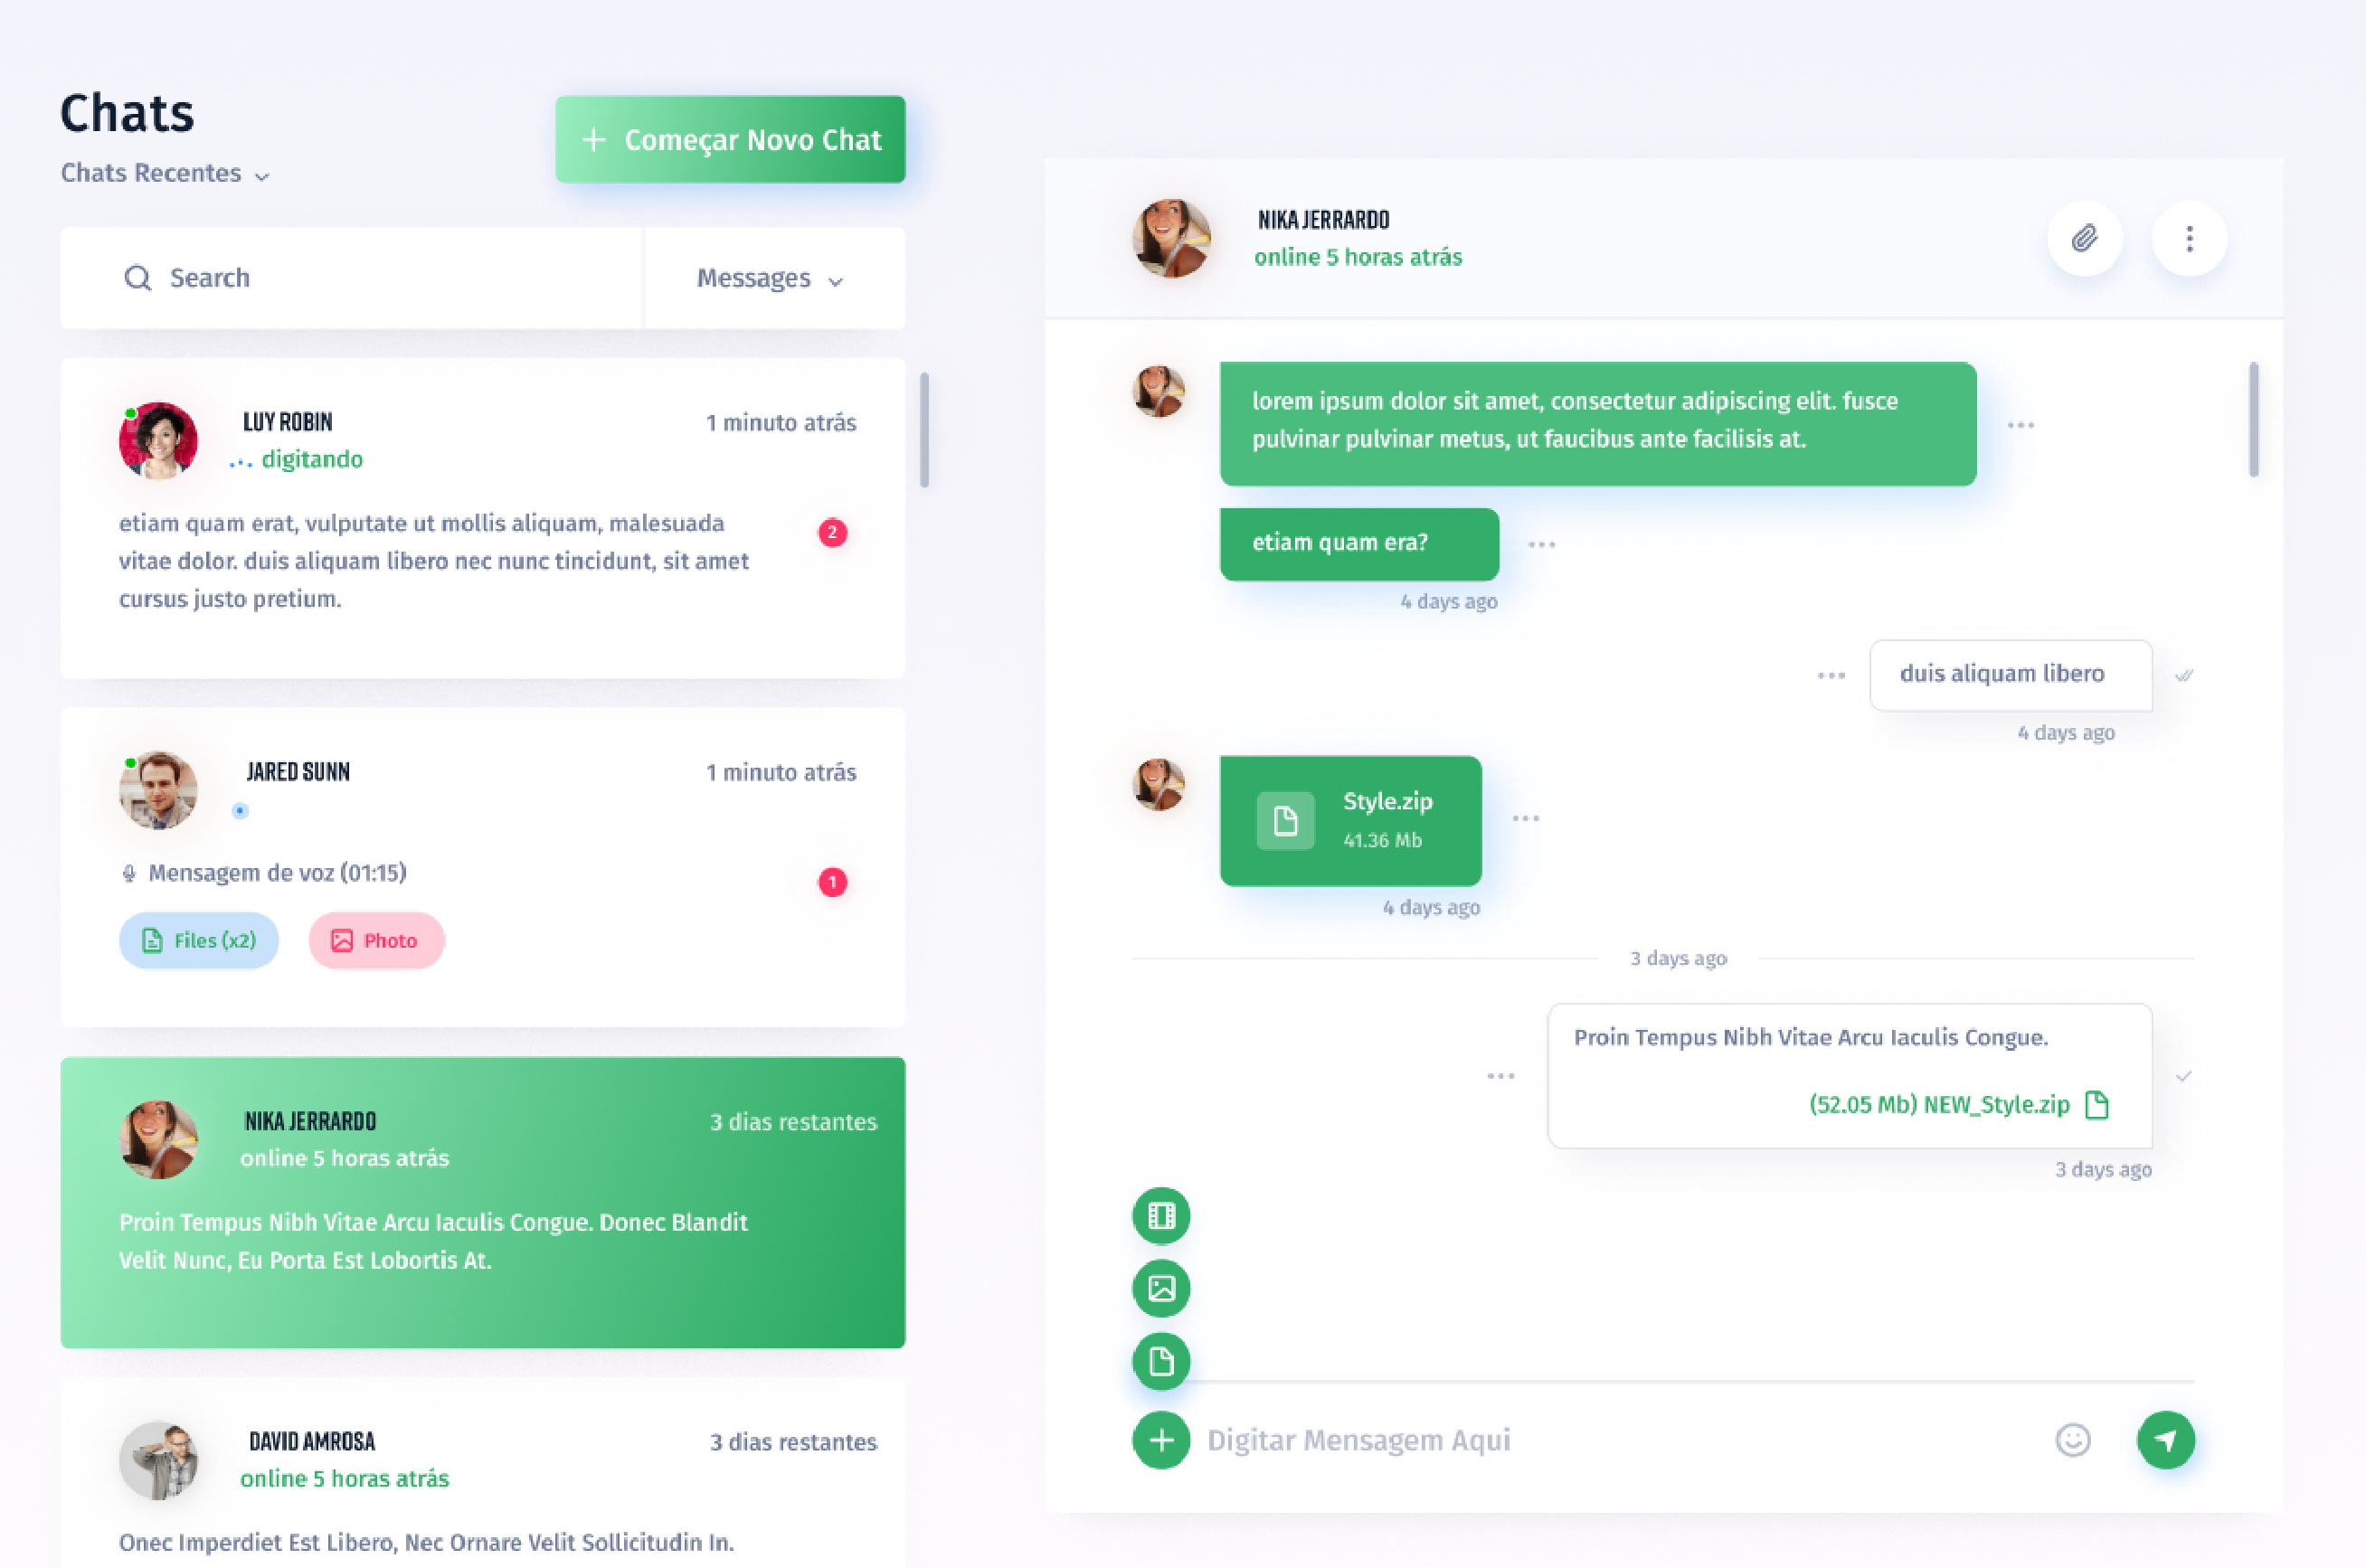 Chats
Chats Recentes
+ Começar Novo Chat
Search
Messages
LUY ROBIN
1 minuto atrás
... digitando
etiam quam erat, vulputate ut mollis aliquam, malesuada
vitae dolor. duis aliquam libero nec nunc tincidunt, sit amet
cursus justo pretium.
2
JARED SUNN
1 minuto atrás
Mensagem de voz (01:15)
1
Files (x2)
Photo
NIKA JERRARDO
3 dias restantes
online 5 horas atrás
Proin Tempus Nibh Vitae Arcu Iaculis Congue. Donec Blandit
Velit Nunc, Eu Porta Est Lobortis At.
DAVID AMROSA
3 dias restantes
online 5 horas atrás
Onec Imperdiet Est Libero, Nec Ornare Velit Sollicitudin In.
NIKA JERRARDO
online 5 horas atrás
lorem ipsum dolor sit amet, consectetur adipiscing elit. fusce
pulvinar pulvinar metus, ut faucibus ante facilisis at.
etiam quam era?
4 days ago
duis aliquam libero
4 days ago
Style.zip
41.36 Mb
4 days ago
3 days ago
Proin Tempus Nibh Vitae Arcu Iaculis Congue.
(52.05 Mb) NEW_Style.zip
3 days ago
Digitar Mensagem Aqui